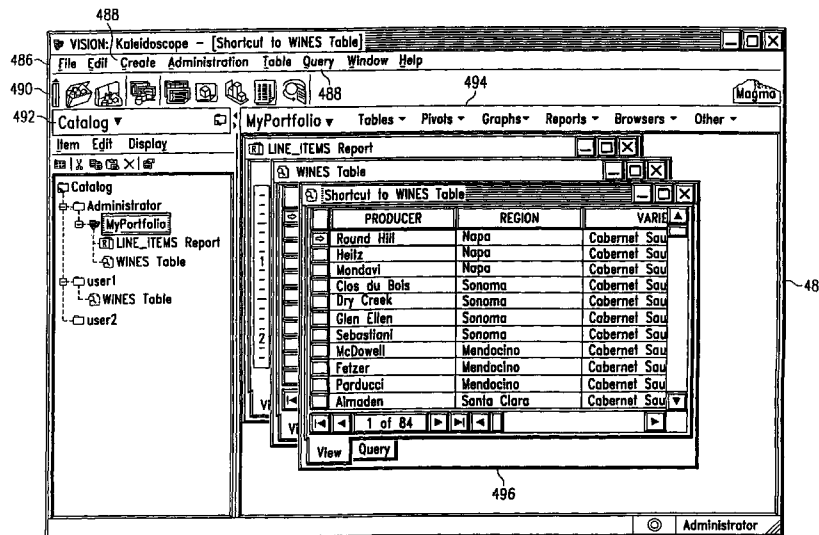 488
VISION: Kaleidoscope - [Shortcut to WINES Table]
486
File Edit Create Administration Table Query Window Help
490
488
494
Magma
492
Catalog
MyPortfolio Tables Pivots Graphs Reports Browsers Other
Item Edit Display
LINE_ITEMS Report
WINES Table
Shortcut to WINES Table
Catalog
Administrator
MyPortfolio
LINE_ITEMS Report
WINES Table
user1
WINES Table
user2
1
2
PRODUCER REGION VARIE
Round Hill Napa Cabernet Sau
Heitz Napa Cabernet Sau
Mondavi Napa Cabernet Sau
Clos du Bois Sonoma Cabernet Sau
Dry Creek Sonoma Cabernet Sau
Glen Ellen Sonoma Cabernet Sau
Sebastiani Sonoma Cabernet Sau
McDowell Mendocino Cabernet Sau
Fetzer Mendocino Cabernet Sau
Parducci Mendocino Cabernet Sau
Almaden Santa Clara Cabernet Sau
1 of 84
Vi
Vi
View Query
48
496
Administrator